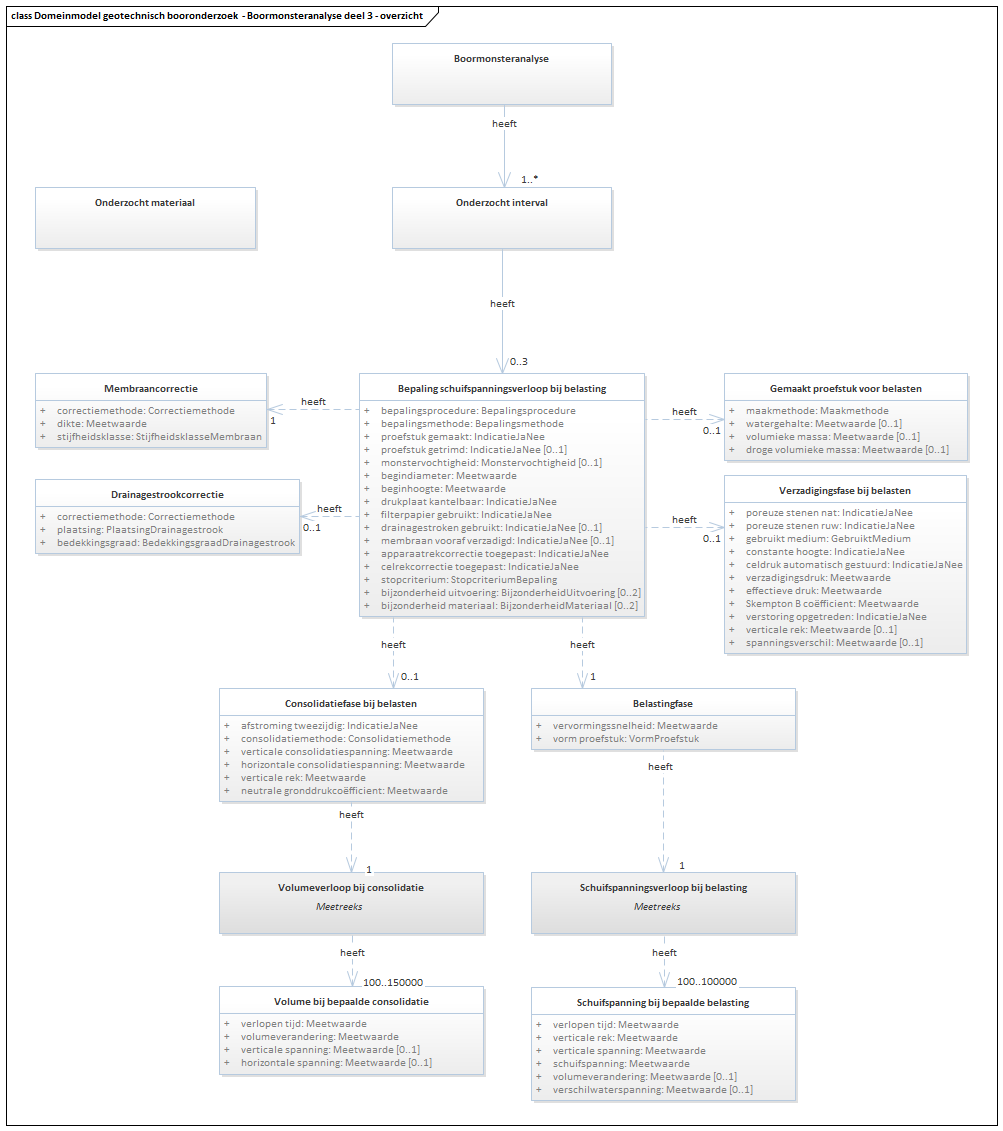 class Domeinmodel geotechnisch booronderzoek - Boormonsteranalyse deel 3 - overzicht
Boormonsteranalyse
heeft
1..*
Onderzocht materiaal
Onderzocht interval
heeft
0..3
Membraancorrectie
+ correctiemethode: Correctiemethode
+ dikte: Meetwaarde
+ stijfheidsklasse: StijfheidsklasseMembraan
heeft
1
Drainagestrookcorrectie
+ correctiemethode: Correctiemethode
+ plaatsing: PlaatsingDrainagestrook
+ bedekkingsgraad: BedekkingsgraadDrainagestrook
heeft
0..1
Bepaling schuifspanningsverloop bij belasting
+ bepalingsprocedure: Bepalingsprocedure
+ bepalingsmethode: Bepalingsmethode
+ proefstuk gemaakt: IndicatieJaNee
+ proefstuk getrimd: IndicatieJaNee [0..1]
+ monstervochtigheid: Monstervochtigheid [0..1]
+ begindiameter: Meetwaarde
+ beginhoogte: Meetwaarde
+ drukplaat kantelbaar: IndicatieJaNee
+ filterpapier gebruikt: IndicatieJaNee
+ drainagestroken gebruikt: IndicatieJaNee [0..1]
+ membraan vooraf verzadigd: IndicatieJaNee [0..1]
+ apparaatrekcorrectie toegepast: IndicatieJaNee
+ celrekcorrectie toegepast: IndicatieJaNee
+ stopcriterium: StopcriteriumBepaling
+ bijzonderheid uitvoering: BijzonderheidUitvoering [0..2]
+ bijzonderheid materiaal: BijzonderheidMateriaal [0..2]
heeft
0..1
Gemaakt proefstuk voor belasten
+ maakmethode: Maakmethode
+ watergehalte: Meetwaarde [0..1]
+ volumieke massa: Meetwaarde [0..1]
+ droge volumieke massa: Meetwaarde [0..1]
heeft
0..1
Verzadigingsfase bij belasten
+ poreuze stenen nat: IndicatieJaNee
+ poreuze stenen ruw: IndicatieJaNee
+ gebruikt medium: GebruiktMedium
+ constante hoogte: IndicatieJaNee
+ celdruk automatisch gestuurd: IndicatieJaNee
+ verzadigingsdruk: Meetwaarde
+ effectieve druk: Meetwaarde
+ Skempton B coëfficient: Meetwaarde
+ verstoring opgetreden: IndicatieJaNee
+ verticale rek: Meetwaarde [0..1]
+ spanningsverschil: Meetwaarde [0..1]
heeft
0..1
heeft
1
Consolidatiefase bij belasten
+ afstroming tweezijdig: IndicatieJaNee
+ consolidatiemethode: Consolidatiemethode
+ verticale consolidatiespanning: Meetwaarde
+ horizontale consolidatiespanning: Meetwaarde
+ verticale rek: Meetwaarde
+ neutrale gronddrukcoëfficient: Meetwaarde
Belastingfase
+ vervormingssnelheid: Meetwaarde
+ vorm proefstuk: VormProefstuk
heeft
1
heeft
1
Volumeverloop bij consolidatie
Meetreeks
Schuifspanningsverloop bij belasting
Meetreeks
heeft
100..150000
heeft
100..100000
Volume bij bepaalde consolidatie
+ verlopen tijd: Meetwaarde
+ volumeverandering: Meetwaarde
+ verticale spanning: Meetwaarde [0..1]
+ horizontale spanning: Meetwaarde [0..1]
Schuifspanning bij bepaalde belasting
+ verlopen tijd: Meetwaarde
+ verticale rek: Meetwaarde
+ verticale spanning: Meetwaarde
+ schuifspanning: Meetwaarde
+ volumeverandering: Meetwaarde [0..1]
+ verschilwaterspanning: Meetwaarde [0..1]